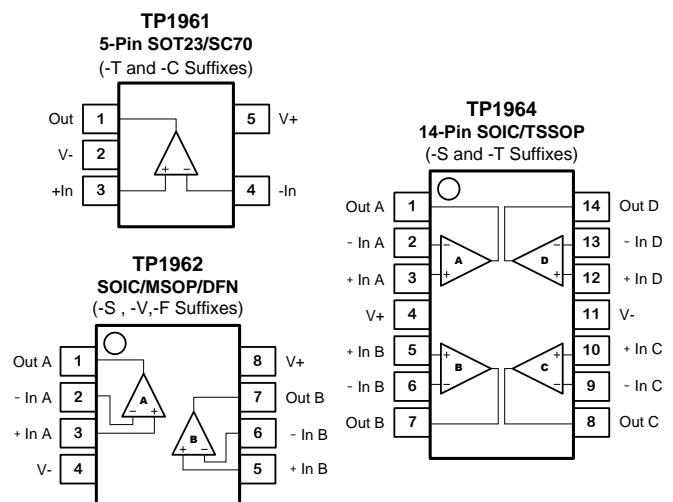 TP1961
5-Pin SOT23/SC70
(-T and -C Suffixes)
Out 1 5 V+
V- 2
+In 3 4 -In
+ −
TP1962
SOIC/MSOP/DFN
(-S , -V,-F Suffixes)
Out A 1 8 V+
- In A 2 7 Out B
+ In A 3 6 - In B
V- 4 5 + In B
A
− +
B
+ −
TP1964
14-Pin SOIC/TSSOP
(-S and -T Suffixes)
Out A 1 14 Out D
- In A 2 13 - In D
+ In A 3 12 + In D
V+ 4 11 V-
+ In B 5 10 + In C
- In B 6 9 - In C
Out B 7 8 Out C
− A D −
+ +
+ B C +
− −